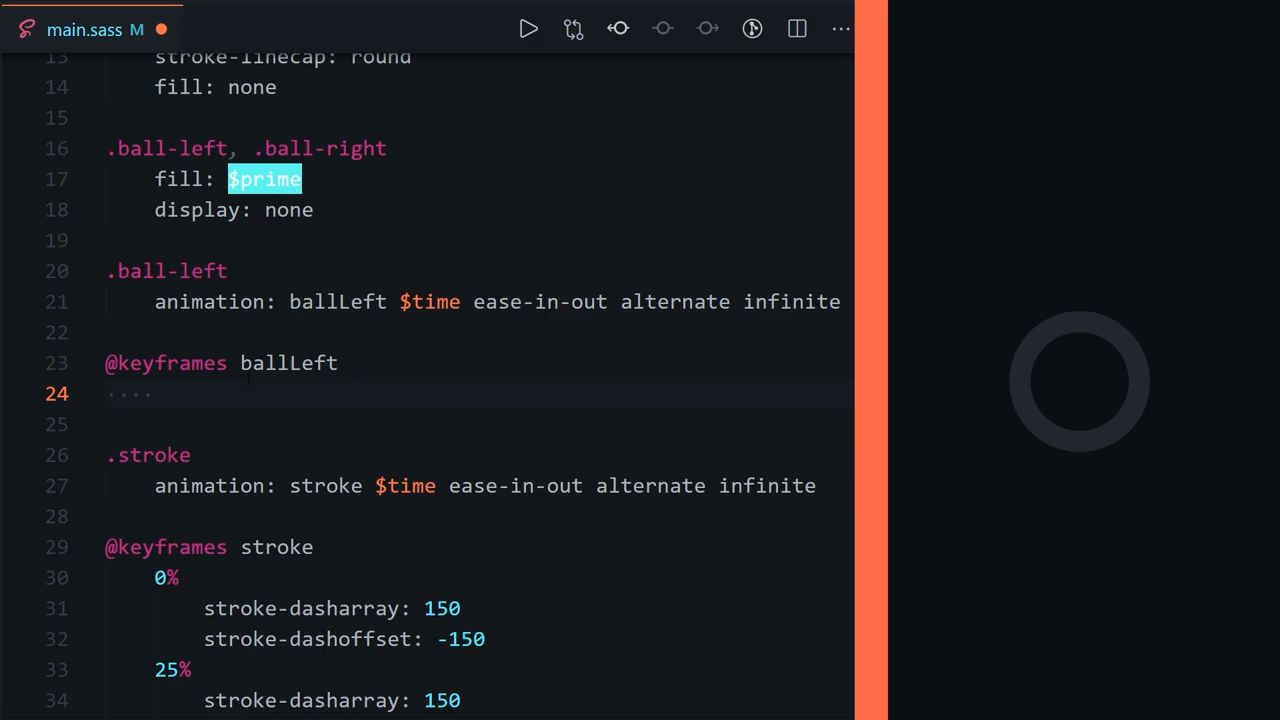 main.sass M
13 stroke-linecap: round
14 fill: none
15
16 .ball-left, .ball-right
17 fill: $prime
18 display: none
19
20 .ball-left
21 animation: ballLeft $time ease-in-out alternate infinite
22
23 @keyframes ballLeft
24 ····
25
26 .stroke
27 animation: stroke $time ease-in-out alternate infinite
28
29 @keyframes stroke
30 0%
31 stroke-dasharray: 150
32 stroke-dashoffset: -150
33 25%
34 stroke-dasharray: 150